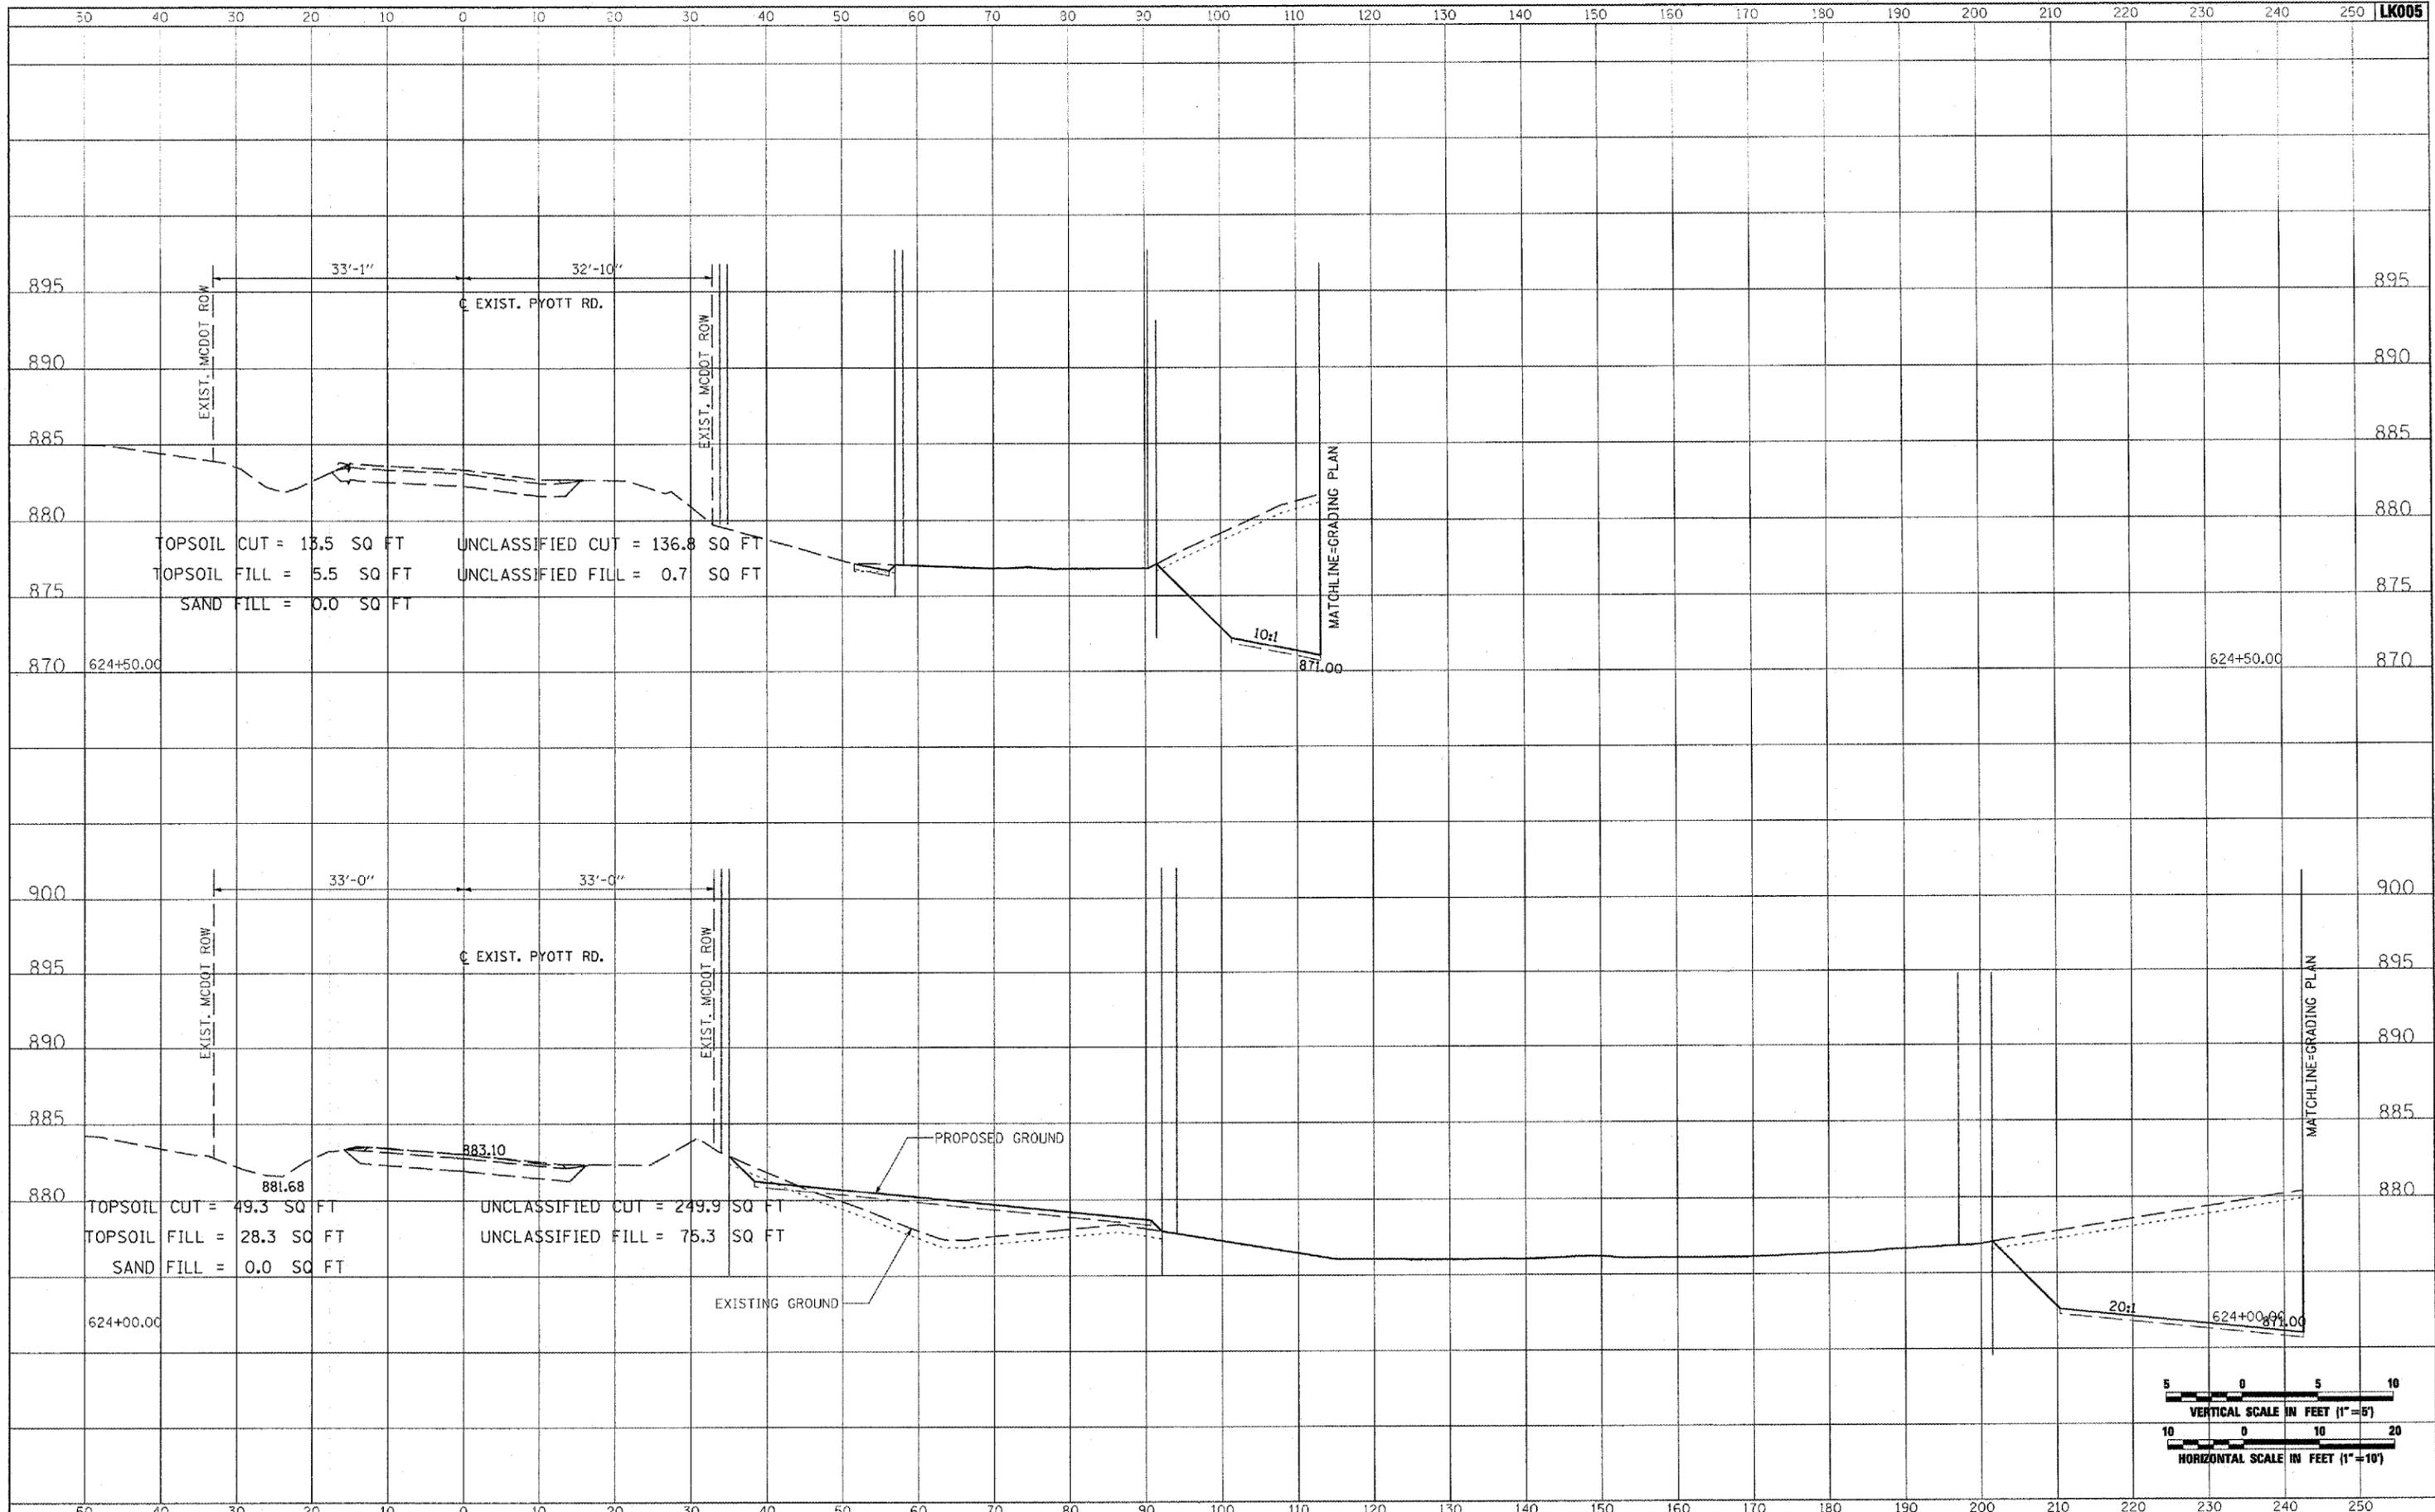 50 40 30 20 10 0 10 20 30 40 50 60 70 80 90 100 110 120 130 140 150 160 170 180 190 200 210 220 230 240 250 LK005
33'-1" 32'-10"
895 895
℄ EXIST. PYOTT RD.
EXIST. MCDOT ROW
EXIST. MCDOT ROW
890 890
885 885
MATCHLINE=GRADING PLAN
880 880
TOPSOIL CUT = 13.5 SQ FT UNCLASSIFIED CUT = 136.8 SQ FT
TOPSOIL FILL = 5.5 SQ FT UNCLASSIFIED FILL = 0.7 SQ FT
875 875
SAND FILL = 0.0 SQ FT
10:1
871.00
870 624+50.00 624+50.00 870
33'-0" 33'-0"
900 900
EXIST. MCDOT ROW
EXIST. MCDOT ROW
℄ EXIST. PYOTT RD.
895 895
MATCHLINE=GRADING PLAN
890 890
885 885
PROPOSED GROUND
883.10
881.68
880 880
TOPSOIL CUT = 49.3 SQ FT UNCLASSIFIED CUT = 249.9 SQ FT
TOPSOIL FILL = 28.3 SQ FT UNCLASSIFIED FILL = 75.3 SQ FT
SAND FILL = 0.0 SQ FT
EXISTING GROUND
20:1
624+00.00 624+00.00
871.00
5 0 5 10
VERTICAL SCALE IN FEET (1"=5')
10 0 10 20
HORIZONTAL SCALE IN FEET (1"=10')
50 40 30 20 10 0 10 20 30 40 50 60 70 80 90 100 110 120 130 140 150 160 170 180 190 200 210 220 230 240 250